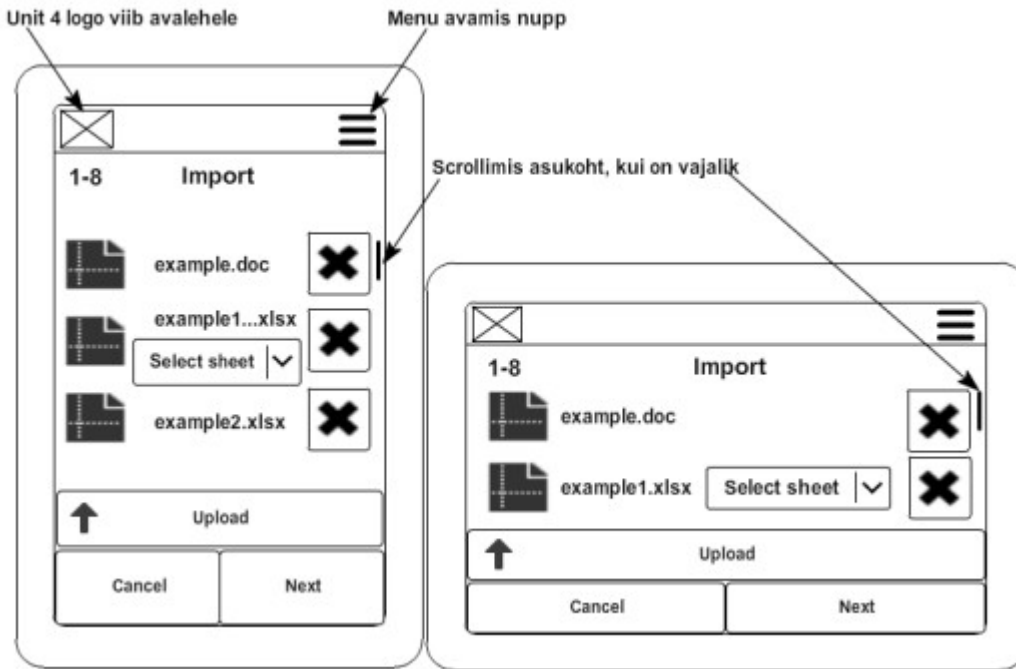 Unit 4 logo viib avalehele
Menu avamis nupp
Scrollimis asukoht, kui on vajalik
1-8 Import
example.doc
example1...xlsx
Select sheet
example2.xlsx
Upload
Cancel Next
1-8 Import
example.doc
example1.xlsx Select sheet
Upload
Cancel Next